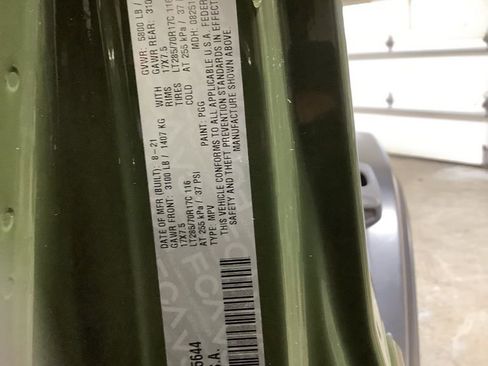 DATE OF MFR (BUILT): 8-21 GVWR: 5800 LB /
GAWR FRONT: 3100 LB / 1407 KG WITH GAWR REAR: 310
17X7.5 RIMS 17X7.5
LT285/70R17C 116 TIRES LT285/70R17C 116
AT 255 kPa / 37 PSI COLD AT 255 kPa / 37
TYPE: MPV PAINT: PGG MDH: 08251
THIS VEHICLE CONFORMS TO ALL APPLICABLE U.S.A. FEDER
SAFETY AND THEFT PREVENTION STANDARDS IN EFFECT
MANUFACTURE SHOWN ABOVE.
5644
S.A.